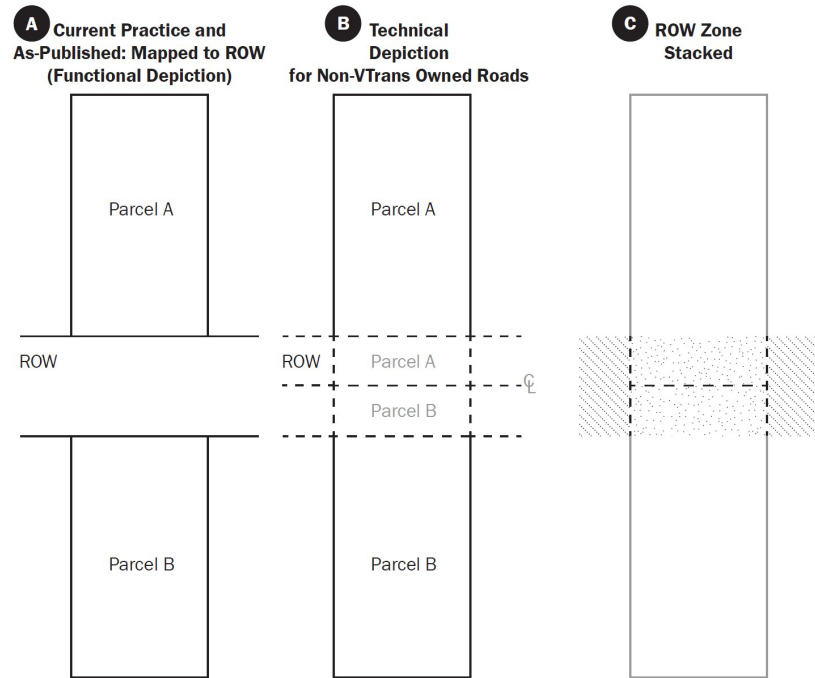 A
Current Practice and
As-Published: Mapped to ROW
(Functional Depiction)
Parcel A
ROW
Parcel B
B
Technical
Depiction
for Non-VTrans Owned Roads
Parcel A
ROW
Parcel A
℄
Parcel B
Parcel B
C
ROW Zone
Stacked